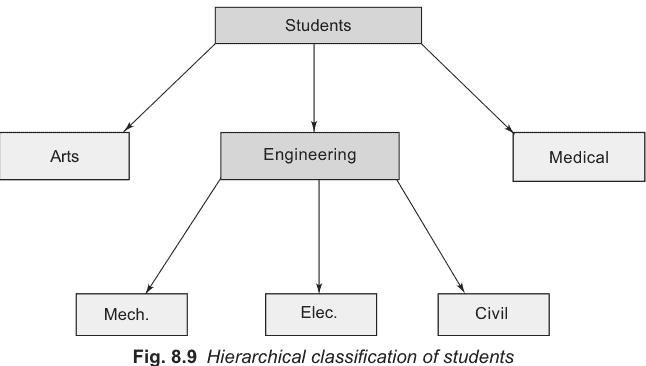 Students
Arts
Engineering
Medical
Mech.
Elec.
Civil
Fig. 8.9 Hierarchical classification of students